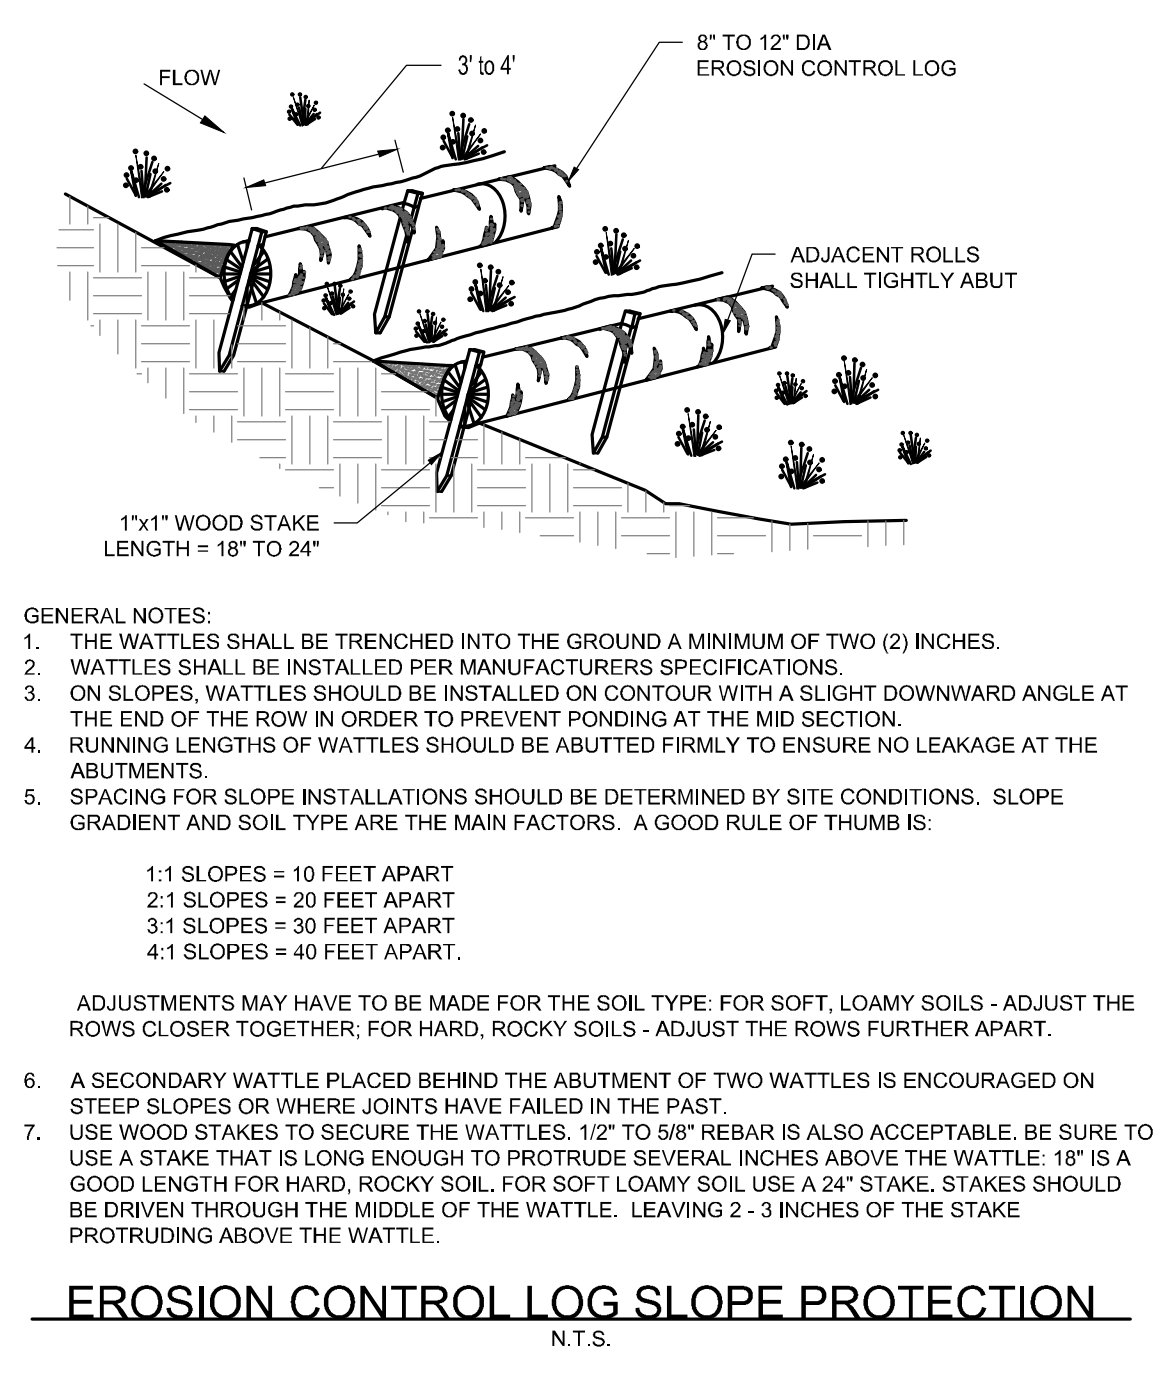 8" TO 12" DIA
EROSION CONTROL LOG
3' to 4'
FLOW
ADJACENT ROLLS
SHALL TIGHTLY ABUT
1"x1" WOOD STAKE
LENGTH = 18" TO 24"
GENERAL NOTES:
1. THE WATTLES SHALL BE TRENCHED INTO THE GROUND A MINIMUM OF TWO (2) INCHES.
2. WATTLES SHALL BE INSTALLED PER MANUFACTURERS SPECIFICATIONS.
3. ON SLOPES, WATTLES SHOULD BE INSTALLED ON CONTOUR WITH A SLIGHT DOWNWARD ANGLE AT
THE END OF THE ROW IN ORDER TO PREVENT PONDING AT THE MID SECTION.
4. RUNNING LENGTHS OF WATTLES SHOULD BE ABUTTED FIRMLY TO ENSURE NO LEAKAGE AT THE
ABUTMENTS.
5. SPACING FOR SLOPE INSTALLATIONS SHOULD BE DETERMINED BY SITE CONDITIONS. SLOPE
GRADIENT AND SOIL TYPE ARE THE MAIN FACTORS. A GOOD RULE OF THUMB IS:
1:1 SLOPES = 10 FEET APART
2:1 SLOPES = 20 FEET APART
3:1 SLOPES = 30 FEET APART
4:1 SLOPES = 40 FEET APART.
ADJUSTMENTS MAY HAVE TO BE MADE FOR THE SOIL TYPE: FOR SOFT, LOAMY SOILS - ADJUST THE
ROWS CLOSER TOGETHER; FOR HARD, ROCKY SOILS - ADJUST THE ROWS FURTHER APART.
6. A SECONDARY WATTLE PLACED BEHIND THE ABUTMENT OF TWO WATTLES IS ENCOURAGED ON
STEEP SLOPES OR WHERE JOINTS HAVE FAILED IN THE PAST.
7. USE WOOD STAKES TO SECURE THE WATTLES. 1/2" TO 5/8" REBAR IS ALSO ACCEPTABLE. BE SURE TO
USE A STAKE THAT IS LONG ENOUGH TO PROTRUDE SEVERAL INCHES ABOVE THE WATTLE: 18" IS A
GOOD LENGTH FOR HARD, ROCKY SOIL. FOR SOFT LOAMY SOIL USE A 24" STAKE. STAKES SHOULD
BE DRIVEN THROUGH THE MIDDLE OF THE WATTLE. LEAVING 2 - 3 INCHES OF THE STAKE
PROTRUDING ABOVE THE WATTLE.
EROSION CONTROL LOG SLOPE PROTECTION
N.T.S.